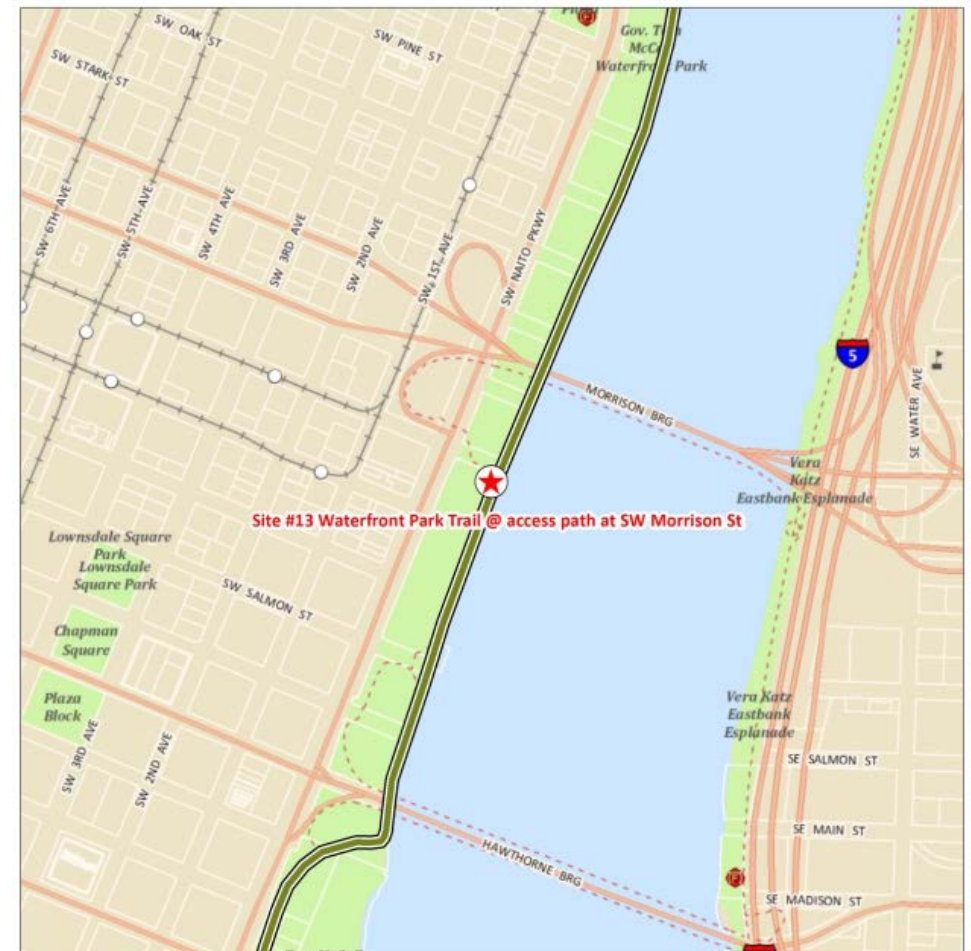 SW OAK ST
SW PINE ST
Gov. T
McC
Waterfro Park
SW STARK ST
SW 6TH AVE
SW 5TH AVE
SW 4TH AVE
SW 3RD AVE
SW 2ND AVE
SW 1ST AVE
SW NAITO PKWY
5
SE WATER AVE
MORRISON BRG
Vera
Katz
Eastbank Esplanade
Site #13 Waterfront Park Trail @ access path at SW Morrison St
Lownsdale Square
Park
Lownsdale
Square Park
SW SALMON ST
Chapman
Square
Plaza
Block
Vera Katz
Eastbank
Esplanade
SW 3RD AVE
SW 2ND AVE
SE SALMON ST
SE MAIN ST
HAWTHORNE BRG
F
SE MADISON ST